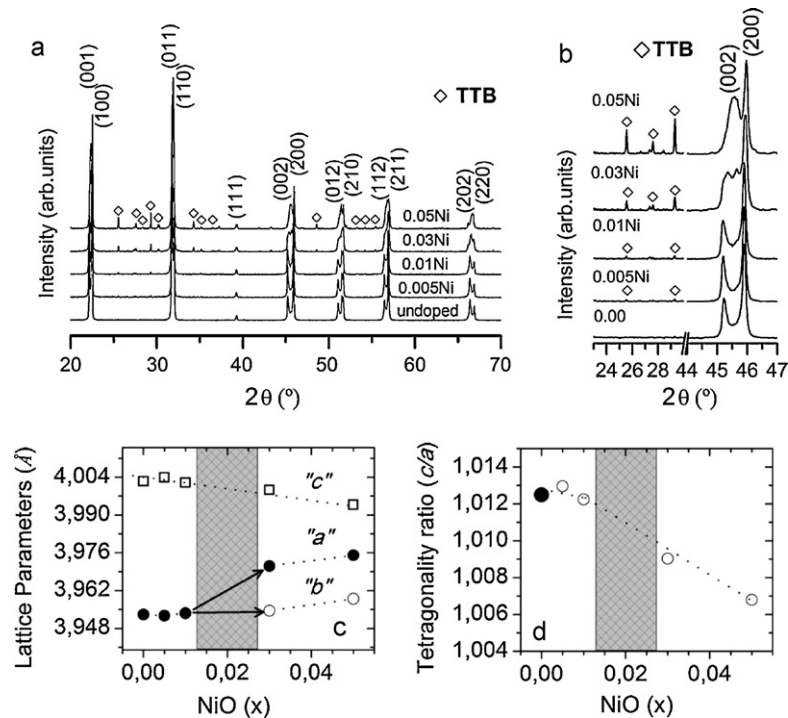 a
Intensity (arb.units)
(001)
(100)
(011)
(110)
(111)
(002)
(200)
(012)
(210)
(112)
(211)
(202)
(220)
◇ TTB
0.05Ni
0.03Ni
0.01Ni
0.005Ni
undoped
20 30 40 50 60 70
2θ (º)
b
◇ TTB
(002)
(200)
Intensity (arb.units)
0.05Ni
0.03Ni
0.01Ni
0.005Ni
0.00
24 26 28 44 45 46 47
2θ (º)
Lattice Parameters (Å)
4,004
3,990
3,976
3,962
3,948
"c"
"a"
"b"
c
0,00 0,02 0,04
NiO (x)
Tetragonality ratio (c/a)
1,014
1,012
1,010
1,008
1,006
1,004
d
0,00 0,02 0,04
NiO (x)